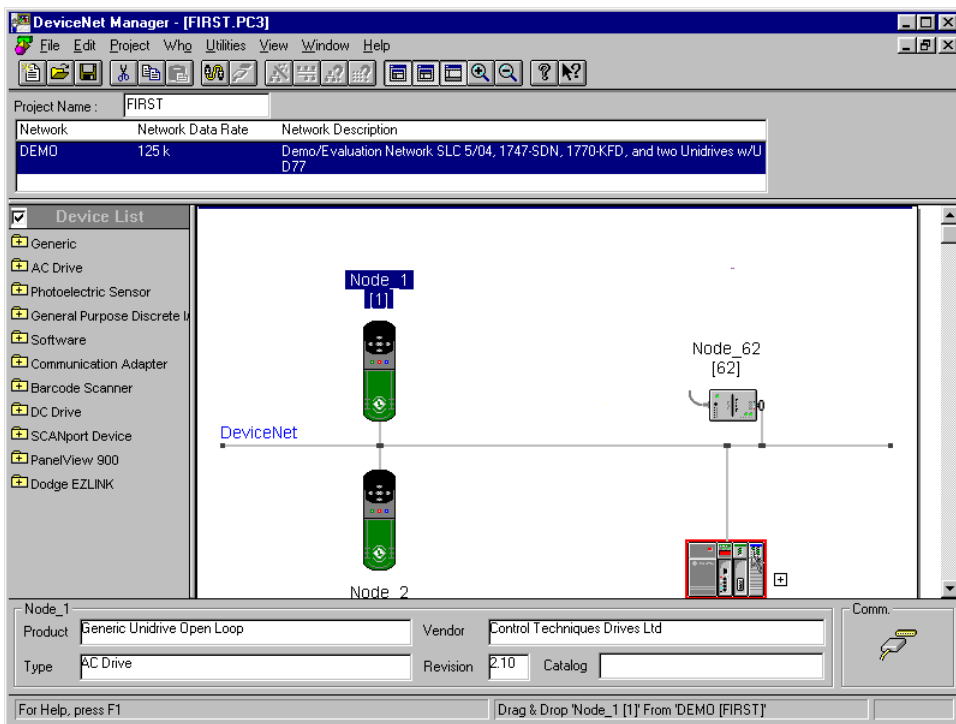 DeviceNet Manager - [FIRST.PC3]
File Edit Project Who Utilities View Window Help
Project Name : FIRST
Network Network Data Rate Network Description
DEMO 125 k Demo/Evaluation Network SLC 5/04, 1747-SDN, 1770-KFD, and two Unidrives w/U
D77
Device List
Generic
AC Drive
Photoelectric Sensor
General Purpose Discrete I/
Software
Communication Adapter
Barcode Scanner
DC Drive
SCANport Device
PanelView 900
Dodge EZLINK
Node_1
[1]
Node_62
[62]
DeviceNet
Node_2
Node_1
Comm.
Product Generic Unidrive Open Loop Vendor Control Techniques Drives Ltd
Type AC Drive Revision 2.10 Catalog
For Help, press F1 Drag & Drop 'Node_1 [1]' From 'DEMO [FIRST]'